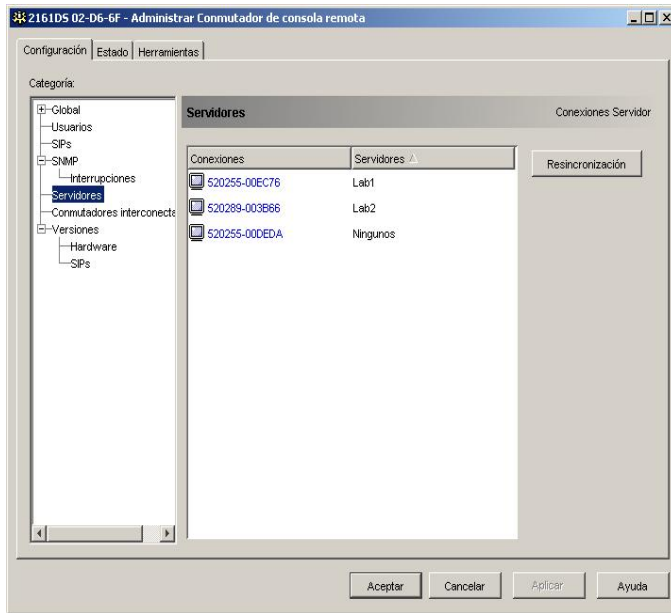 2161DS 02-D6-6F - Administrar Conmutador de consola remota
Configuración Estado Herramientas
Categoría:
Global
Usuarios
SIPs
SNMP
Interrupciones
Servidores
Conmutadores interconecta
Versiones
Hardware
SIPs
Servidores Conexiones Servidor
Conexiones Servidores
520255-00EC76 Lab1
520289-003B66 Lab2
520255-00DEDA Ningunos
Resincronización
Aceptar Cancelar Aplicar Ayuda